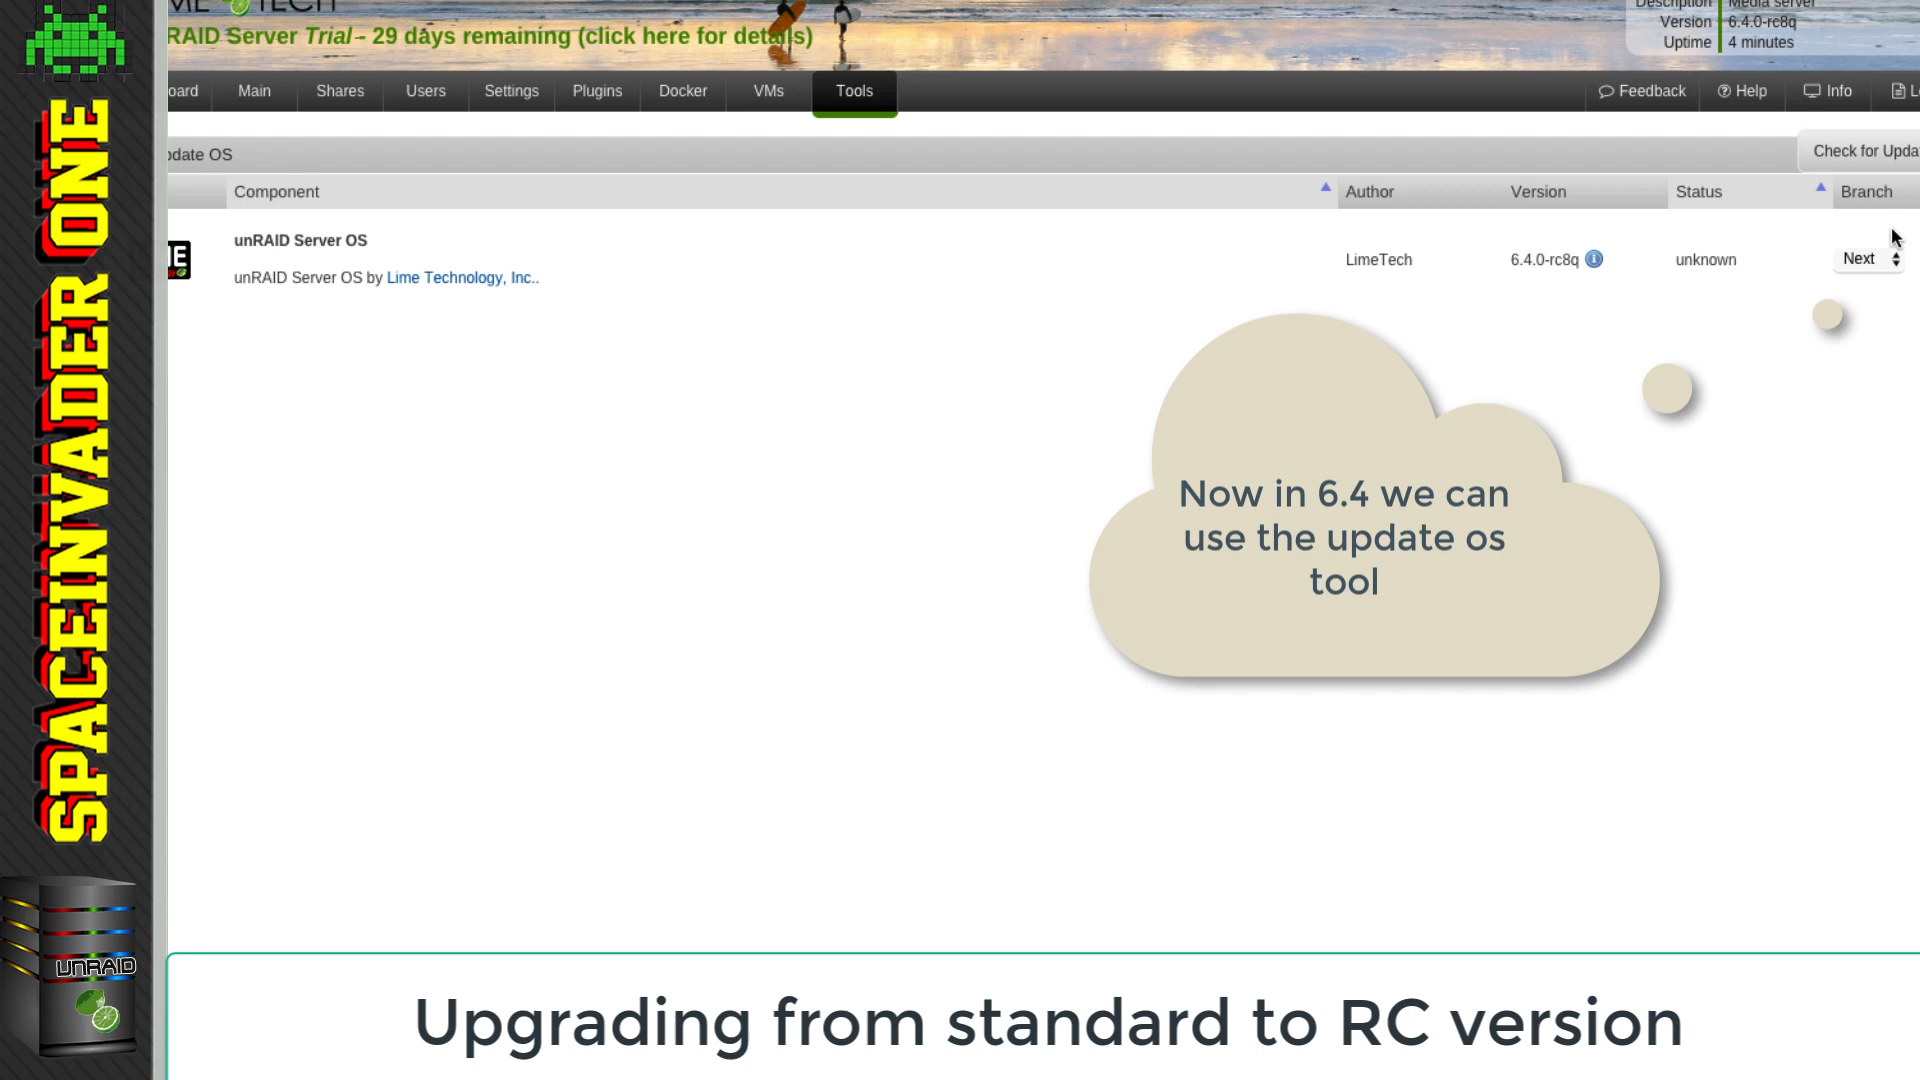 SPACEINVADER ONE
UNRAID
TECH
RAID Server Trial - 29 days remaining (click here for details)
Description Media server
Version 6.4.0-rc8q
Uptime 4 minutes
oard Main Shares Users Settings Plugins Docker VMs Tools Feedback Help Info
date OS
Check for Upda
Component Author Version Status Branch
unRAID Server OS
unRAID Server OS by Lime Technology, Inc..
LimeTech 6.4.0-rc8q unknown Next
Now in 6.4 we can
use the update os
tool
Upgrading from standard to RC version